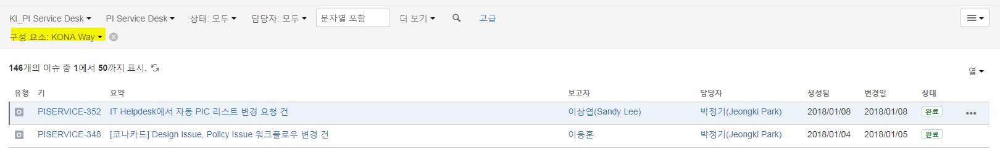 KI_PI Service Desk PI Service Desk 상태: 모두 담당자: 모두 문자열 포함 더 보기 고급
구성 요소: KONA Way
146개의 이슈 중 1에서 50까지 표시.
열
유형 키 요약 보고자 담당자 생성됨 변경일 상태
PISERVICE-352 IT Helpdesk에서 자동 PIC 리스트 변경 요청 건 이상엽(Sandy Lee) 박정기(Jeongki Park) 2018/01/08 2018/01/08 완료
PISERVICE-348 [코나카드] Design Issue, Policy Issue 워크플로우 변경 건 이용훈 박정기(Jeongki Park) 2018/01/04 2018/01/05 완료